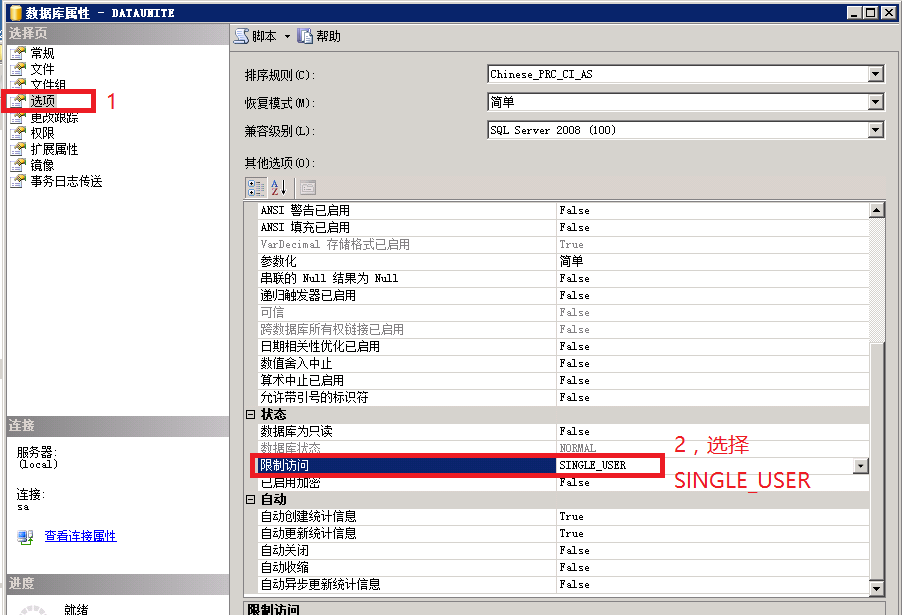 数据库属性 - DATAUNITE
选择页
常规
文件
文件组
选项
更改跟踪
权限
扩展属性
镜像
事务日志传送
1
连接
服务器:
(local)
连接:
sa
查看连接属性
进度
就绪
脚本 帮助
排序规则(C): Chinese_PRC_CI_AS
恢复模式(M): 简单
兼容级别(L): SQL Server 2008 (100)
其他选项(O):
ANSI 警告已启用 False
ANSI 填充已启用 False
VarDecimal 存储格式已启用 True
参数化 简单
串联的 Null 结果为 Null False
递归触发器已启用 False
可信 False
跨数据库所有权链接已启用 False
日期相关性优化已启用 False
数值舍入中止 False
算术中止已启用 False
允许带引号的标识符 False
状态
数据库为只读 False
数据库状态 NORMAL
限制访问 SINGLE_USER
已启用加密 False
2，选择
SINGLE_USER
自动
自动创建统计信息 True
自动更新统计信息 True
自动关闭 False
自动收缩 False
自动异步更新统计信息 False
限制访问